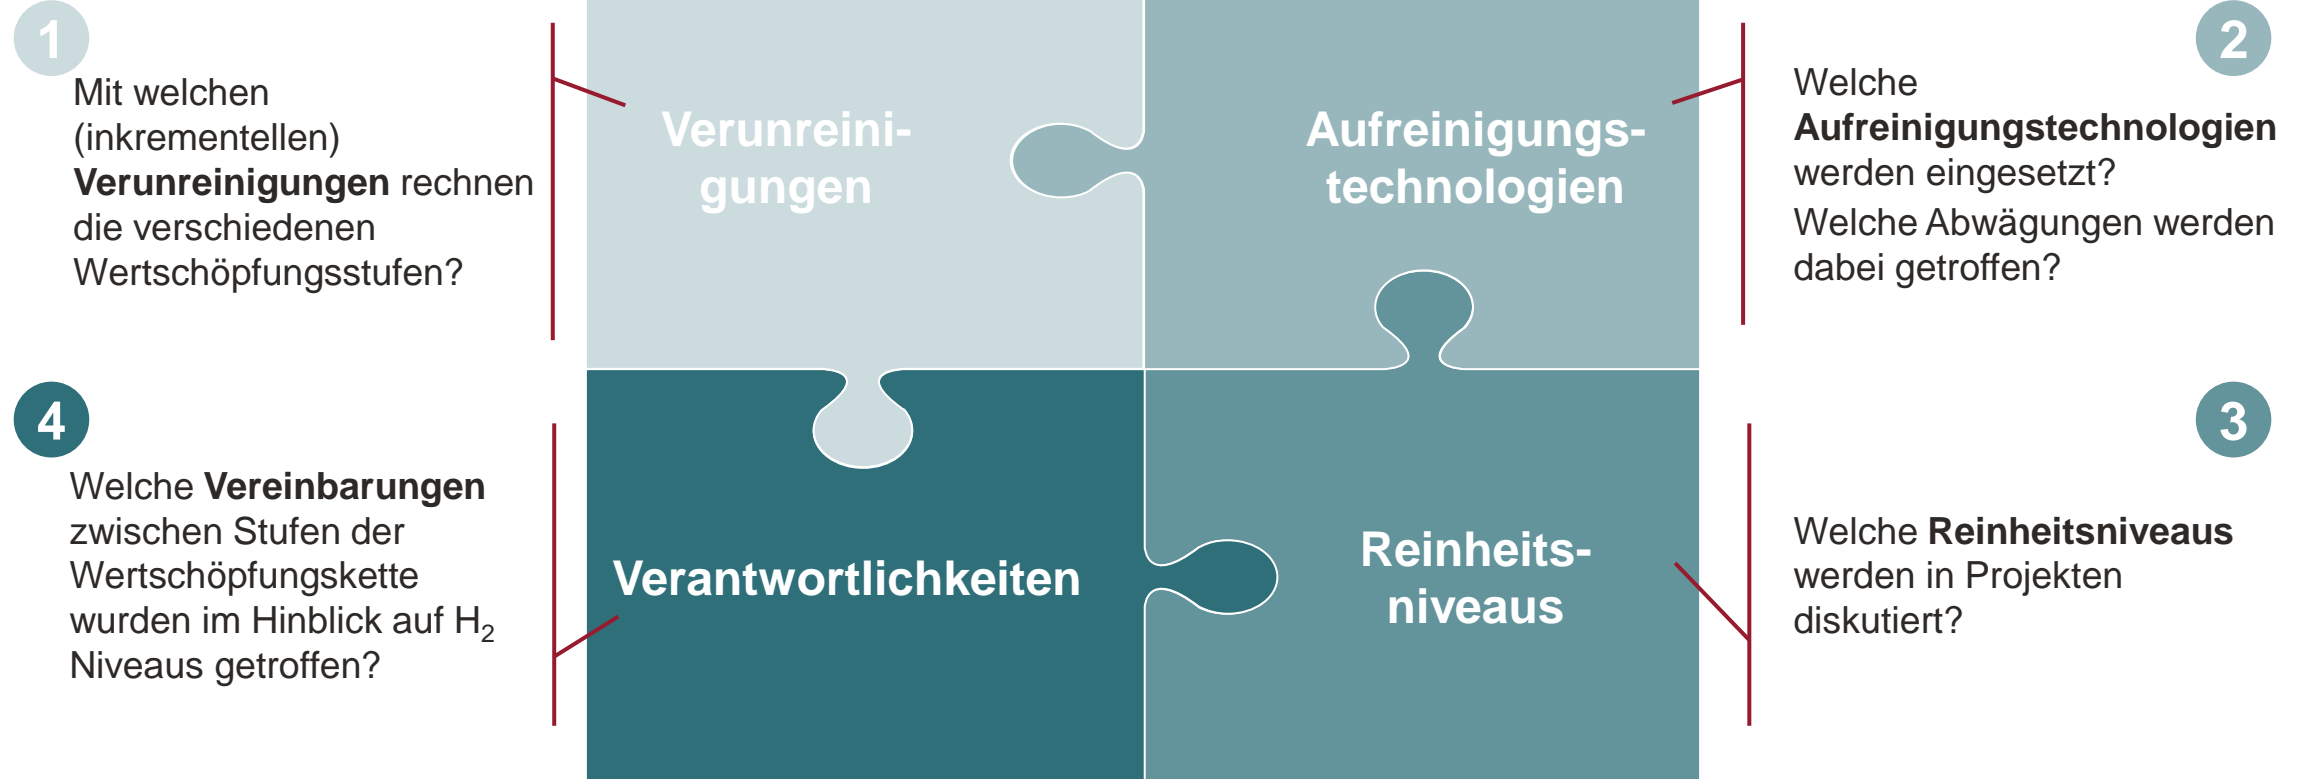 1
Mit welchen
(inkrementellen)
Verunreinigungen rechnen
die verschiedenen
Wertschöpfungsstufen?
Verunreini-
gungen
Aufreinigungs-
technologien
2
Welche
Aufreinigungstechnologien
werden eingesetzt?
Welche Abwägungen werden
dabei getroffen?
4
Welche Vereinbarungen
zwischen Stufen der
Wertschöpfungskette
wurden im Hinblick auf H₂
Niveaus getroffen?
Verantwortlichkeiten
Reinheits-
niveaus
3
Welche Reinheitsniveaus
werden in Projekten
diskutiert?